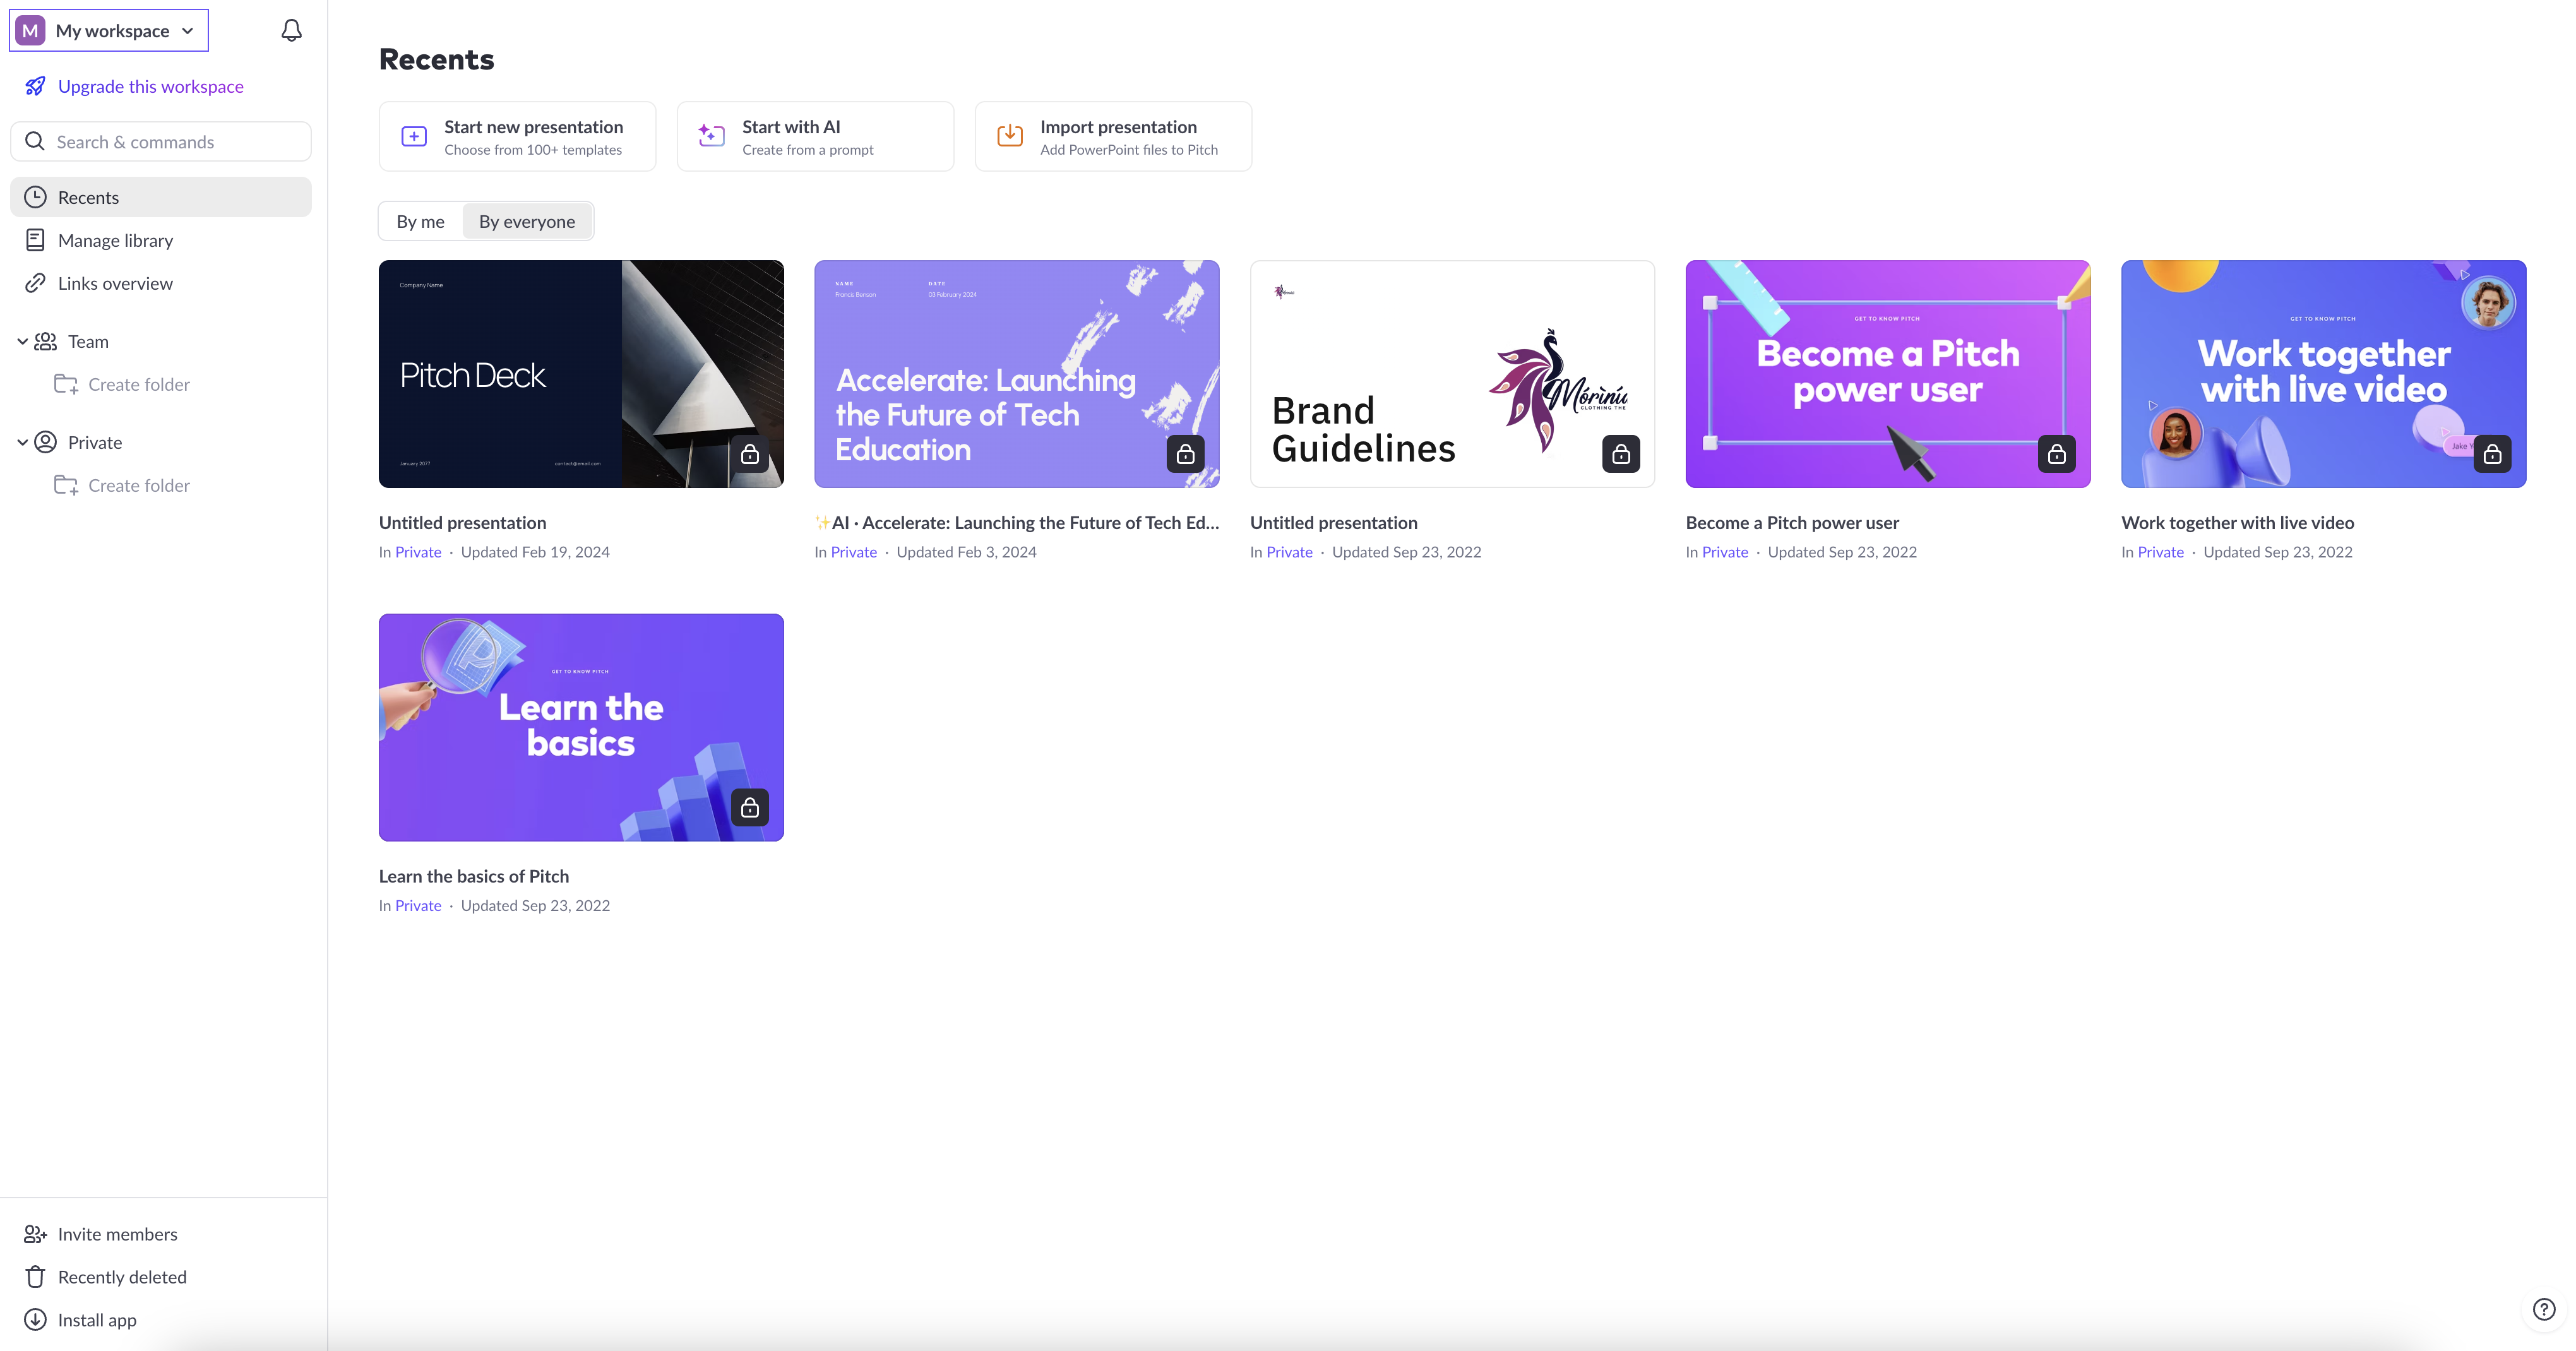 M My workspace
Upgrade this workspace
Search & commands
Recents
Manage library
Links overview
Team
Create folder
Private
Create folder
Invite members
Recently deleted
Install app
Recents
Start new presentation
Choose from 100+ templates
Start with AI
Create from a prompt
Import presentation
Add PowerPoint files to Pitch
By me
By everyone
Company Name
Pitch Deck
January 20??
contact@email.com
NAME
Francis Benson
DATE
03 February 2024
Accelerate: Launching
the Future of Tech
Education
Brand
Guidelines
Mórínú
CLOTHING THE
GET TO KNOW PITCH
Become a Pitch
power user
GET TO KNOW PITCH
Work together
with live video
Jake Y
Untitled presentation
In Private · Updated Feb 19, 2024
✨AI · Accelerate: Launching the Future of Tech Ed...
In Private · Updated Feb 3, 2024
Untitled presentation
In Private · Updated Sep 23, 2022
Become a Pitch power user
In Private · Updated Sep 23, 2022
Work together with live video
In Private · Updated Sep 23, 2022
GET TO KNOW PITCH
Learn the
basics
Learn the basics of Pitch
In Private · Updated Sep 23, 2022